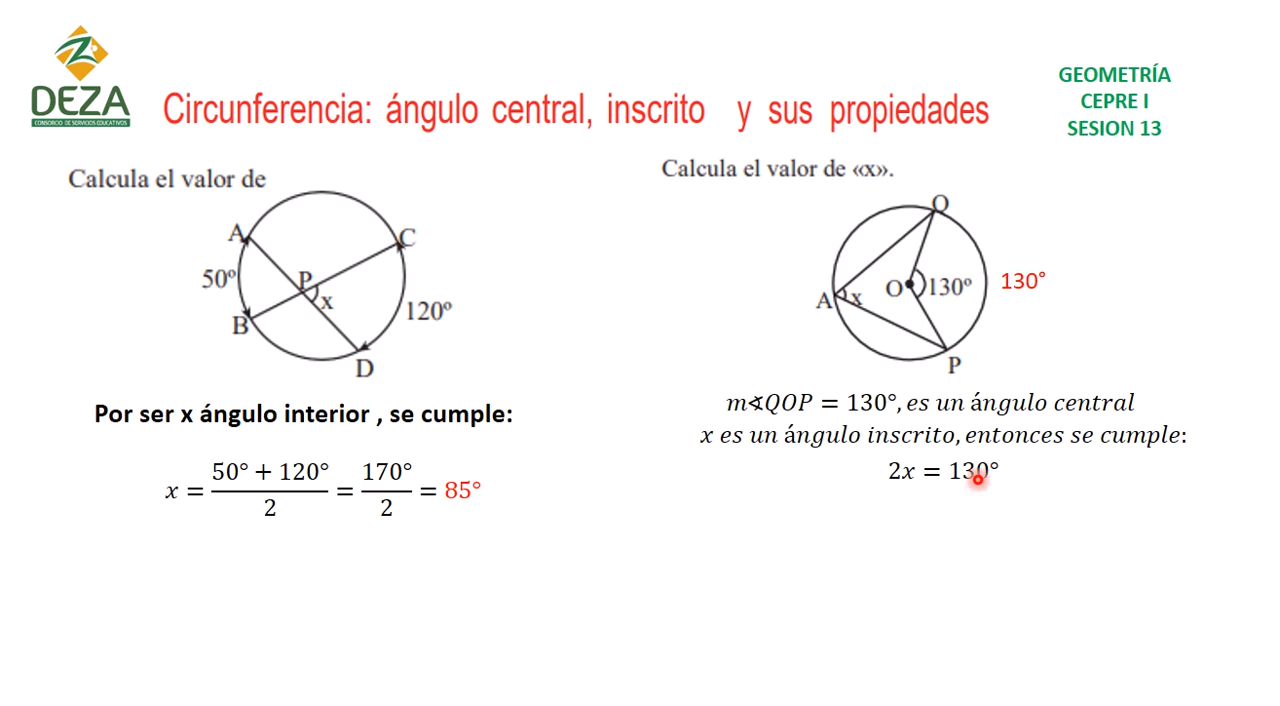 DEZA
CONSORCIO DE SERVICIOS EDUCATIVOS
Circunferencia: ángulo central, inscrito y sus propiedades
GEOMETRÍA
CEPRE I
SESION 13
Calcula el valor de
A
C
50º
P
x
B
120º
D
Por ser x ángulo interior , se cumple:
x = (50° + 120°)/2 = 170°/2 = 85°
Calcula el valor de «x».
Q
A
x
O
130º
130°
P
m∢QOP = 130°, es un ángulo central
x es un ángulo inscrito, entonces se cumple:
2x = 130°